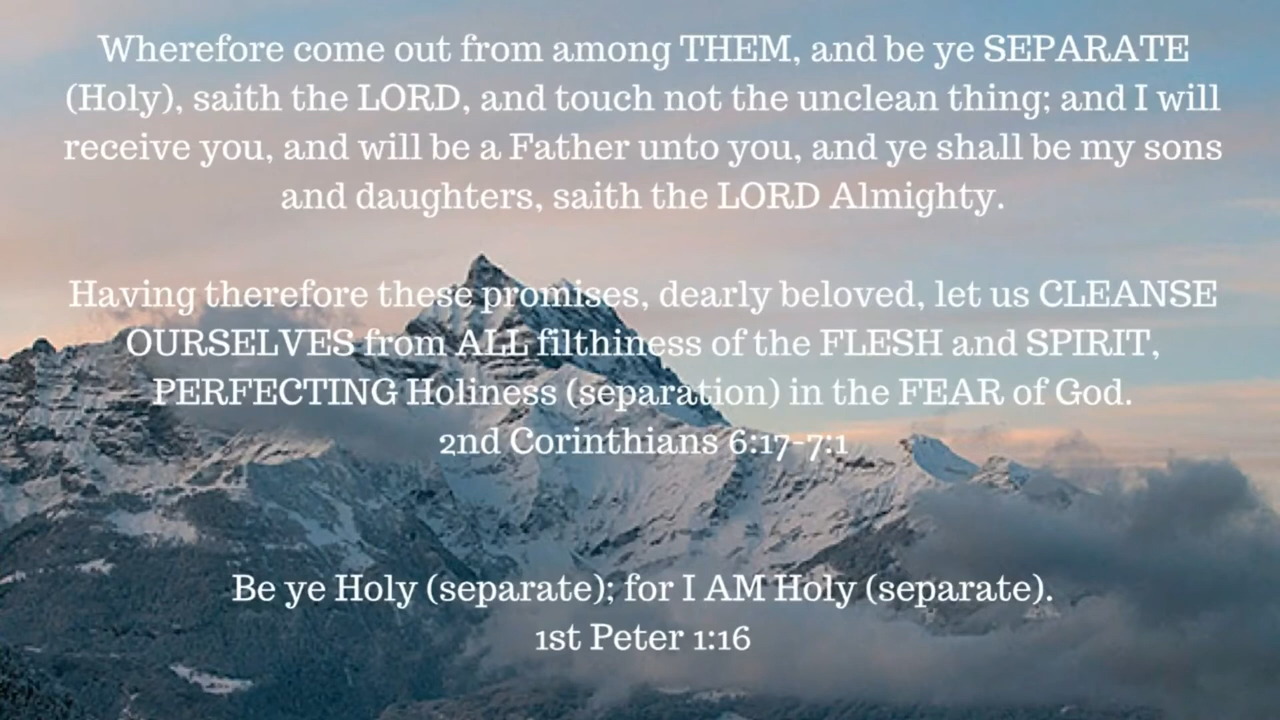 Wherefore come out from among THEM, and be ye SEPARATE
(Holy), saith the LORD, and touch not the unclean thing; and I will
receive you, and will be a Father unto you, and ye shall be my sons
and daughters, saith the LORD Almighty.
Having therefore these promises, dearly beloved, let us CLEANSE
OURSELVES from ALL filthiness of the FLESH and SPIRIT,
PERFECTING Holiness (separation) in the FEAR of God.
2nd Corinthians 6:17-7:1
Be ye Holy (separate); for I AM Holy (separate).
1st Peter 1:16